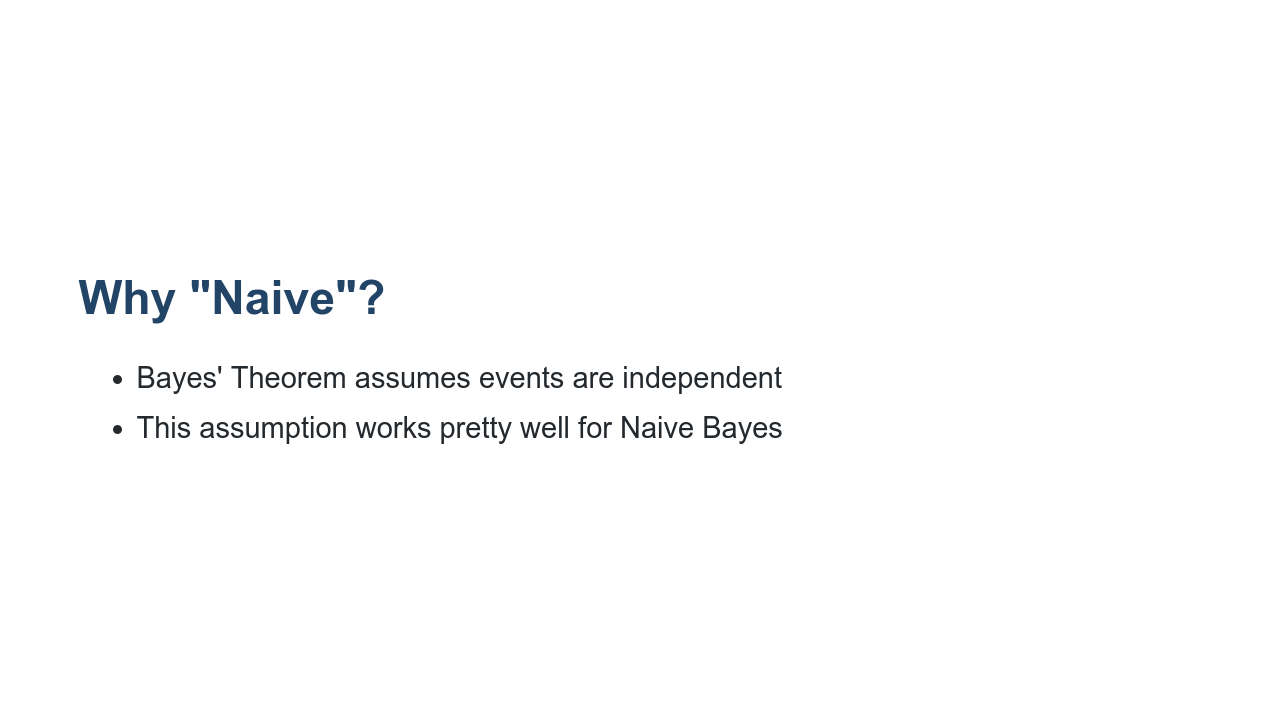 Why "Naive"?
• Bayes' Theorem assumes events are independent
• This assumption works pretty well for Naive Bayes